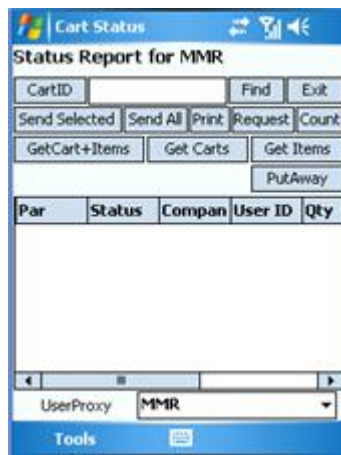 Cart Status
Status Report for MMR
CartID Find Exit
Send Selected Send All Print Request Count
GetCart+Items Get Carts Get Items
PutAway
Par Status Compan User ID Qty
UserProxy MMR
Tools